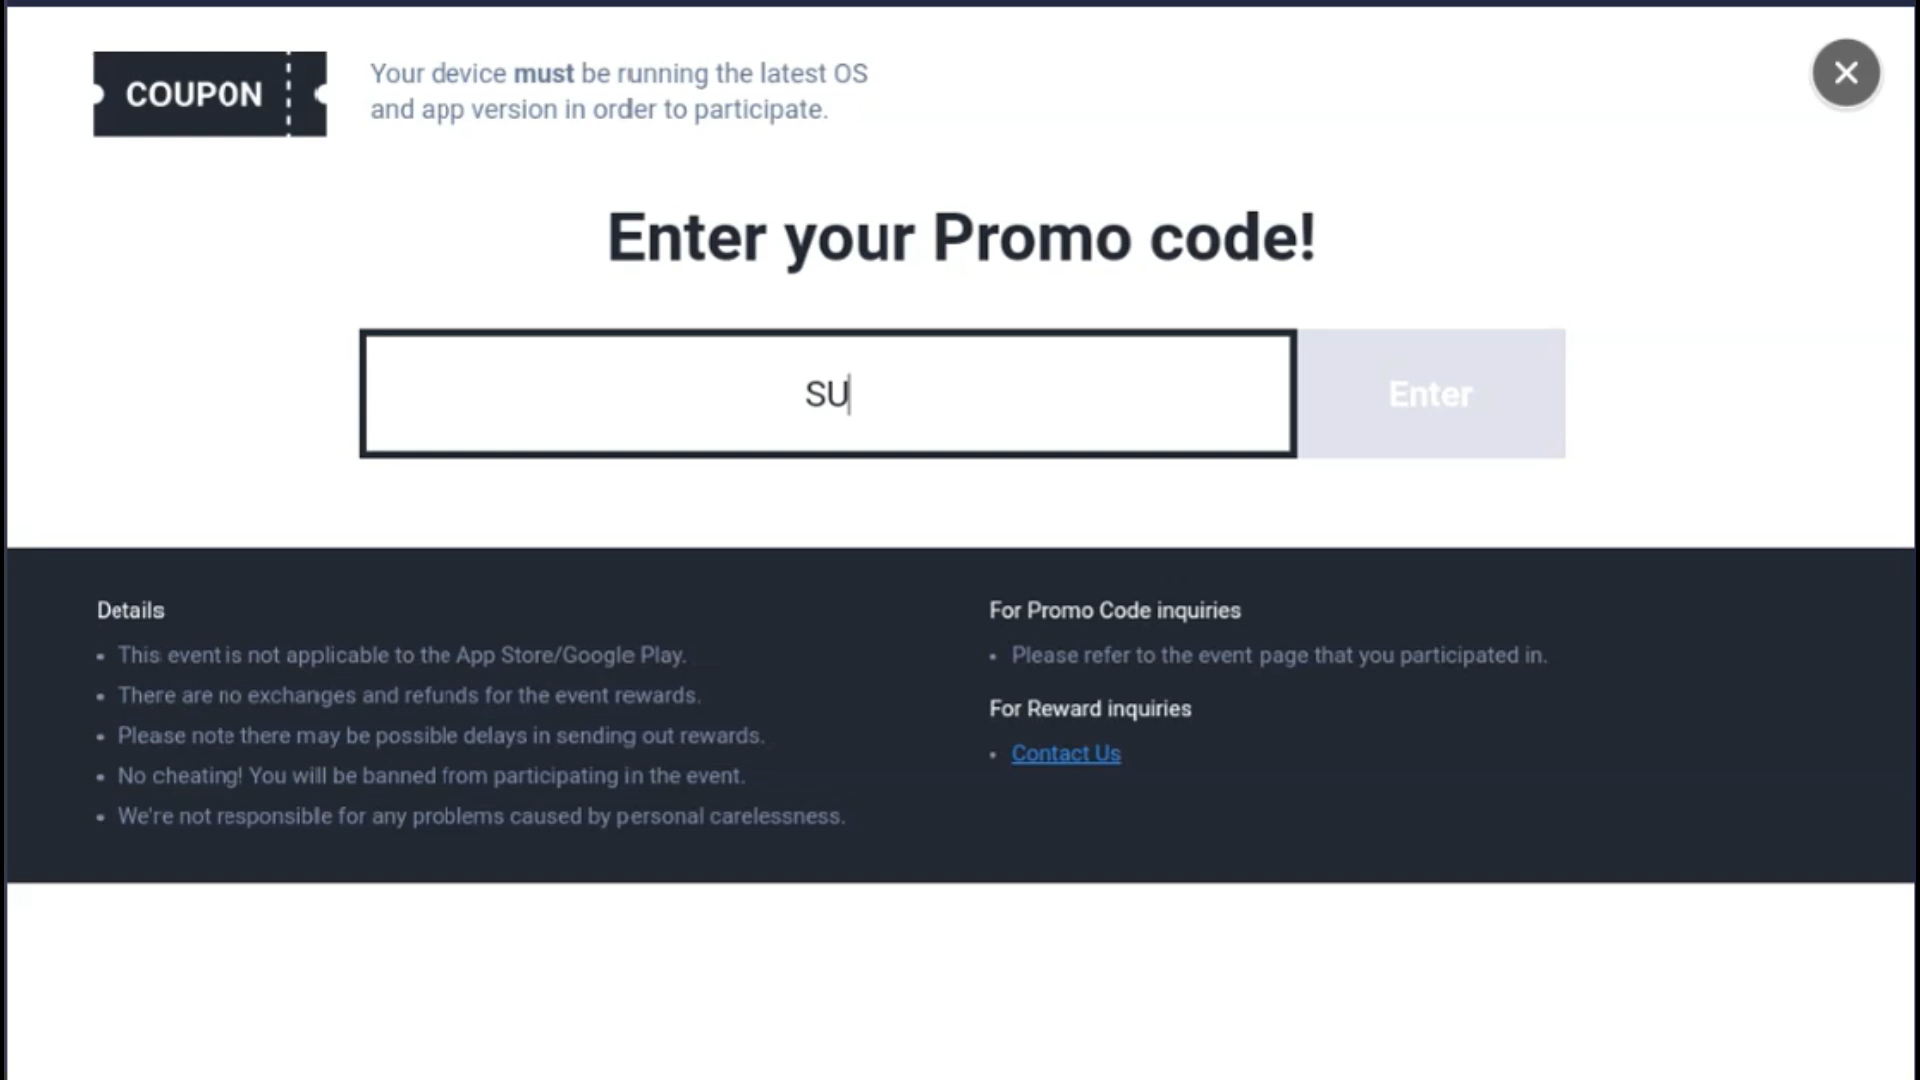 COUPON
Your device must be running the latest OS
and app version in order to participate.
Enter your Promo code!
SU
Enter
Details
• This event is not applicable to the App Store/Google Play.
• There are no exchanges and refunds for the event rewards.
• Please note there may be possible delays in sending out rewards.
• No cheating! You will be banned from participating in the event.
• We're not responsible for any problems caused by personal carelessness.
For Promo Code inquiries
• Please refer to the event page that you participated in.
For Reward inquiries
• Contact Us